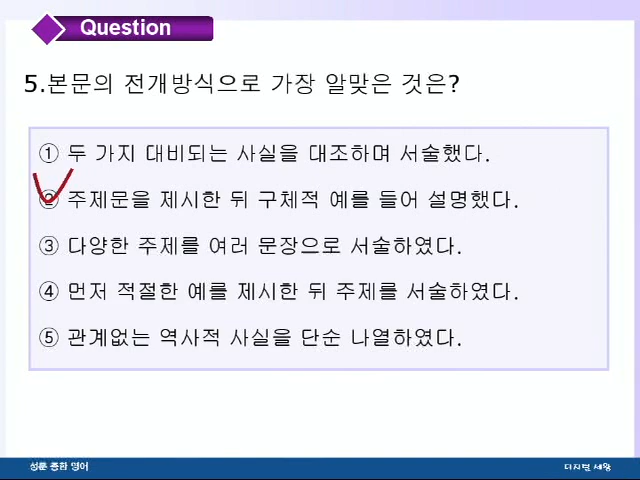 Question
5.본문의 전개방식으로 가장 알맞은 것은?
① 두 가지 대비되는 사실을 대조하며 서술했다.
② 주제문을 제시한 뒤 구체적 예를 들어 설명했다.
③ 다양한 주제를 여러 문장으로 서술하였다.
④ 먼저 적절한 예를 제시한 뒤 주제를 서술하였다.
⑤ 관계없는 역사적 사실을 단순 나열하였다.
성문 종합 영어
디지털 세왕